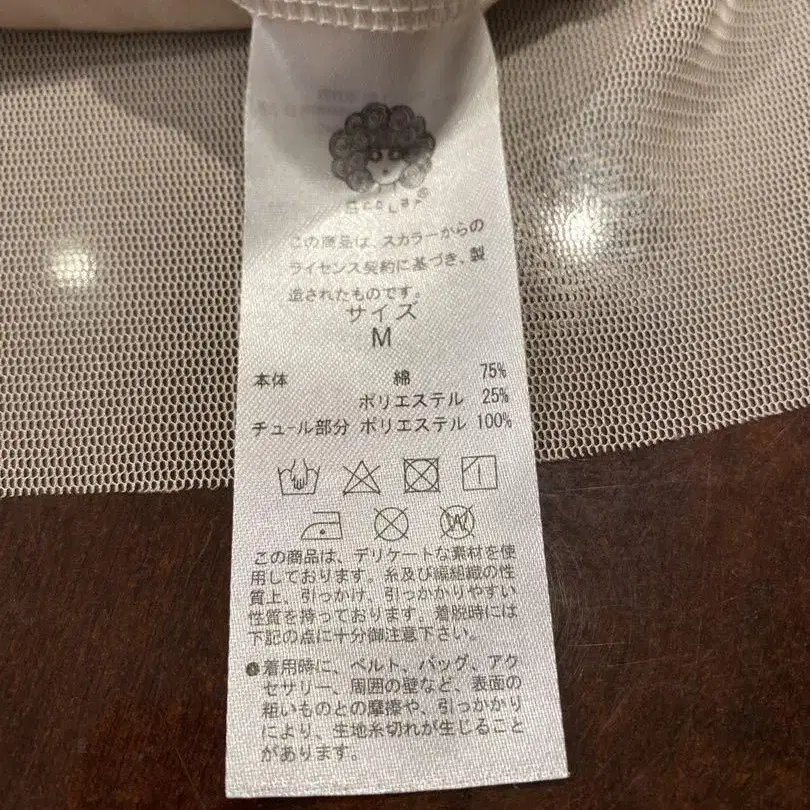 ScoLar®
この商品は、スカラーからの
ライセンス契約に基づき、製
造されたものです。
サイズ
M
本体 綿 75%
ポリエステル 25%
チュール部分 ポリエステル 100%
W
この商品は、デリケートな素材を使
用しております。糸及び編組織の性
質上、引っかけ、引っかかりやすい
性質を持っております。着脱時には
下記の点に十分御注意下さい。
●着用時に、ベルト、バッグ、アク
セサリー、周囲の壁など、表面の
粗いものとの摩擦や、引っかかり
により、生地糸切れが生じること
があります。